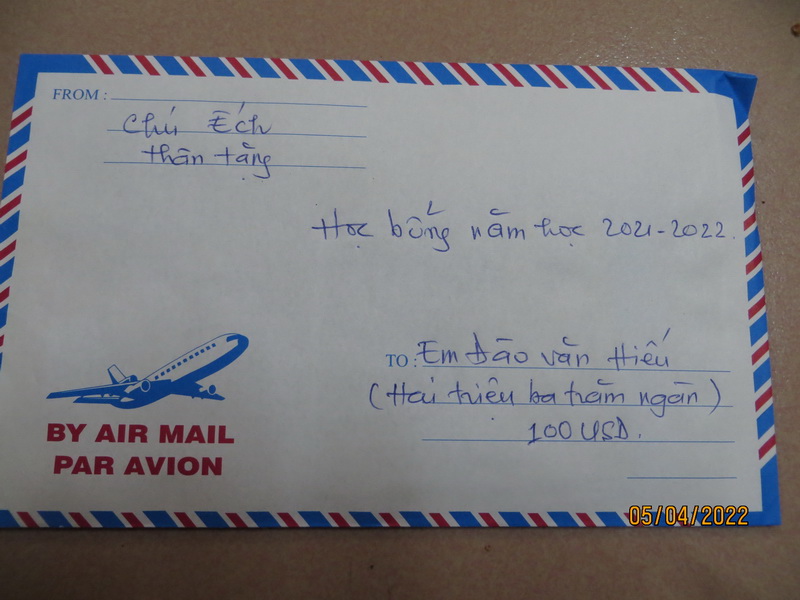 FROM :
Chú Ếch
thân tặng
Học bổng năm học 2021-2022.
TO : Em Đào văn Hiếu
(Hai triệu ba trăm ngàn)
100 USD.
BY AIR MAIL
PAR AVION
05/04/2022